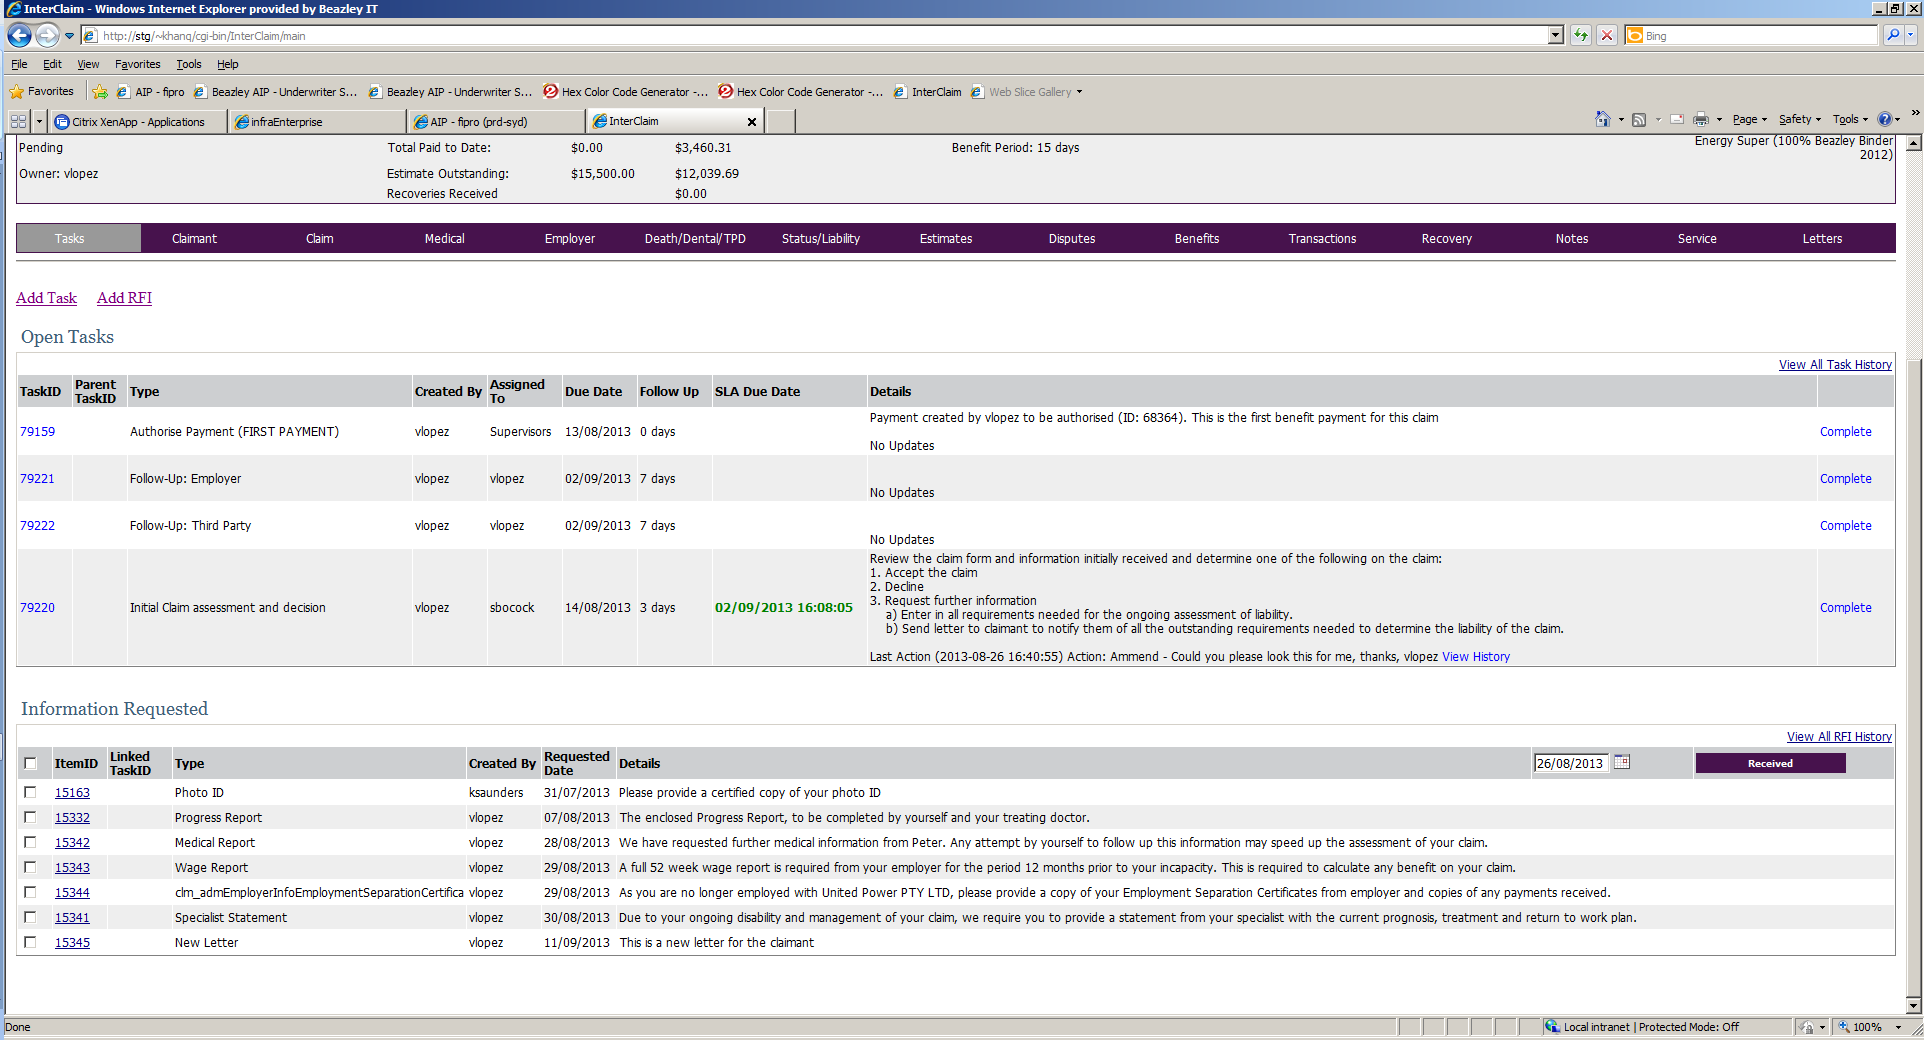 InterClaim - Windows Internet Explorer provided by Beazley IT
http://stg/~khanq/cgi-bin/InterClaim/main
Bing
File Edit View Favorites Tools Help
Favorites AIP - fipro Beazley AIP - Underwriter S... Beazley AIP - Underwriter S... Hex Color Code Generator -... Hex Color Code Generator -... InterClaim Web Slice Gallery
Citrix XenApp - Applications infraEnterprise AIP - fipro (prd-syd) InterClaim Page Safety Tools
Pending Total Paid to Date: $0.00 $3,460.31 Benefit Period: 15 days Energy Super (100% Beazley Binder
2012)
Owner: vlopez Estimate Outstanding: $15,500.00 $12,039.69
Recoveries Received $0.00
Tasks Claimant Claim Medical Employer Death/Dental/TPD Status/Liability Estimates Disputes Benefits Transactions Recovery Notes Service Letters
Add Task Add RFI
Open Tasks
View All Task History
TaskID Parent TaskID Type Created By Assigned To Due Date Follow Up SLA Due Date Details
79159 Authorise Payment (FIRST PAYMENT) vlopez Supervisors 13/08/2013 0 days Payment created by vlopez to be authorised (ID: 68364). This is the first benefit payment for this claim
No Updates
Complete
79221 Follow-Up: Employer vlopez vlopez 02/09/2013 7 days No Updates Complete
79222 Follow-Up: Third Party vlopez vlopez 02/09/2013 7 days No Updates Complete
79220 Initial Claim assessment and decision vlopez sbocock 14/08/2013 3 days 02/09/2013 16:08:05
Review the claim form and information initially received and determine one of the following on the claim:
1. Accept the claim
2. Decline
3. Request further information
a) Enter in all requirements needed for the ongoing assessment of liability.
b) Send letter to claimant to notify them of all the outstanding requirements needed to determine the liability of the claim.
Last Action (2013-08-26 16:40:55) Action: Ammend - Could you please look this for me, thanks, vlopez View History
Complete
Information Requested
View All RFI History
ItemID Linked TaskID Type Created By Requested Date Details 26/08/2013 Received
15163 Photo ID ksaunders 31/07/2013 Please provide a certified copy of your photo ID
15332 Progress Report vlopez 07/08/2013 The enclosed Progress Report, to be completed by yourself and your treating doctor.
15342 Medical Report vlopez 28/08/2013 We have requested further medical information from Peter. Any attempt by yourself to follow up this information may speed up the assessment of your claim.
15343 Wage Report vlopez 29/08/2013 A full 52 week wage report is required from your employer for the period 12 months prior to your incapacity. This is required to calculate any benefit on your claim.
15344 clm_admEmployerInfoEmploymentSeparationCertifica vlopez 29/08/2013 As you are no longer employed with United Power PTY LTD, please provide a copy of your Employment Separation Certificates from employer and copies of any payments received.
15341 Specialist Statement vlopez 30/08/2013 Due to your ongoing disability and management of your claim, we require you to provide a statement from your specialist with the current prognosis, treatment and return to work plan.
15345 New Letter vlopez 11/09/2013 This is a new letter for the claimant
Done Local intranet | Protected Mode: Off 100%